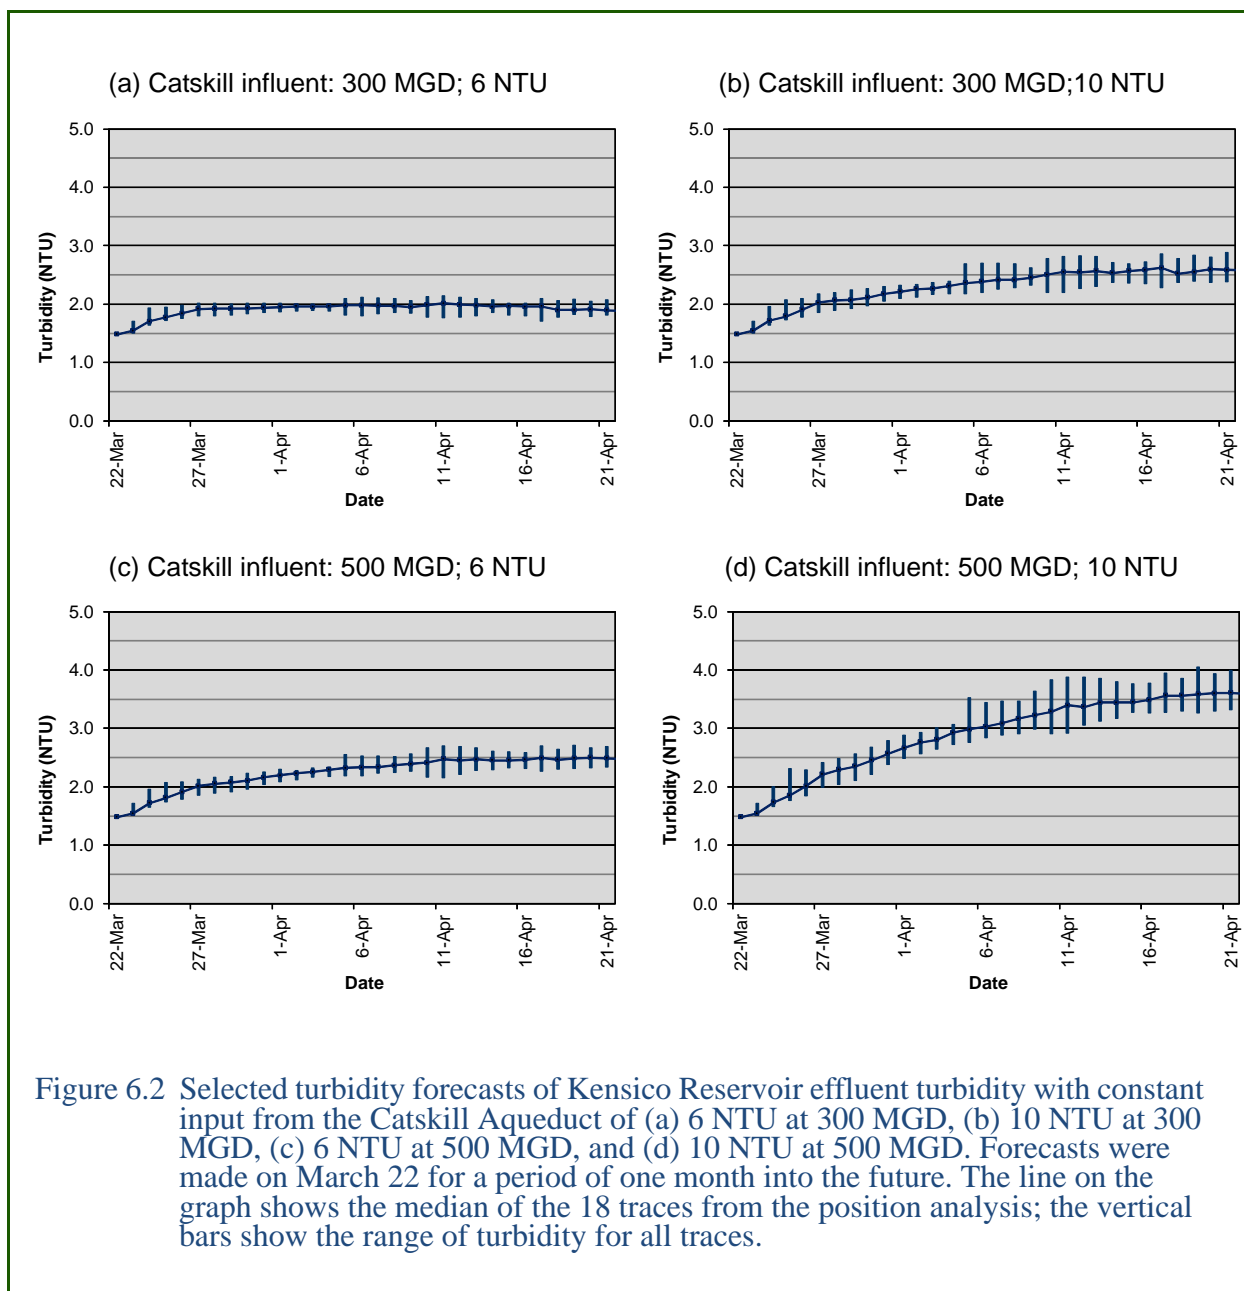 (a) Catskill influent: 300 MGD; 6 NTU
5.0
4.0
3.0
2.0
1.0
0.0
Turbidity (NTU)
22-Mar
27-Mar
1-Apr
6-Apr
11-Apr
16-Apr
21-Apr
Date
(b) Catskill influent: 300 MGD;10 NTU
5.0
4.0
3.0
2.0
1.0
0.0
Turbidity (NTU)
22-Mar
27-Mar
1-Apr
6-Apr
11-Apr
16-Apr
21-Apr
Date
(c) Catskill influent: 500 MGD; 6 NTU
5.0
4.0
3.0
2.0
1.0
0.0
Turbidity (NTU)
22-Mar
27-Mar
1-Apr
6-Apr
11-Apr
16-Apr
21-Apr
Date
(d) Catskill influent: 500 MGD; 10 NTU
5.0
4.0
3.0
2.0
1.0
0.0
Turbidity (NTU)
22-Mar
27-Mar
1-Apr
6-Apr
11-Apr
16-Apr
21-Apr
Date
Figure 6.2 Selected turbidity forecasts of Kensico Reservoir effluent turbidity with constant
input from the Catskill Aqueduct of (a) 6 NTU at 300 MGD, (b) 10 NTU at 300
MGD, (c) 6 NTU at 500 MGD, and (d) 10 NTU at 500 MGD. Forecasts were
made on March 22 for a period of one month into the future. The line on the
graph shows the median of the 18 traces from the position analysis; the vertical
bars show the range of turbidity for all traces.